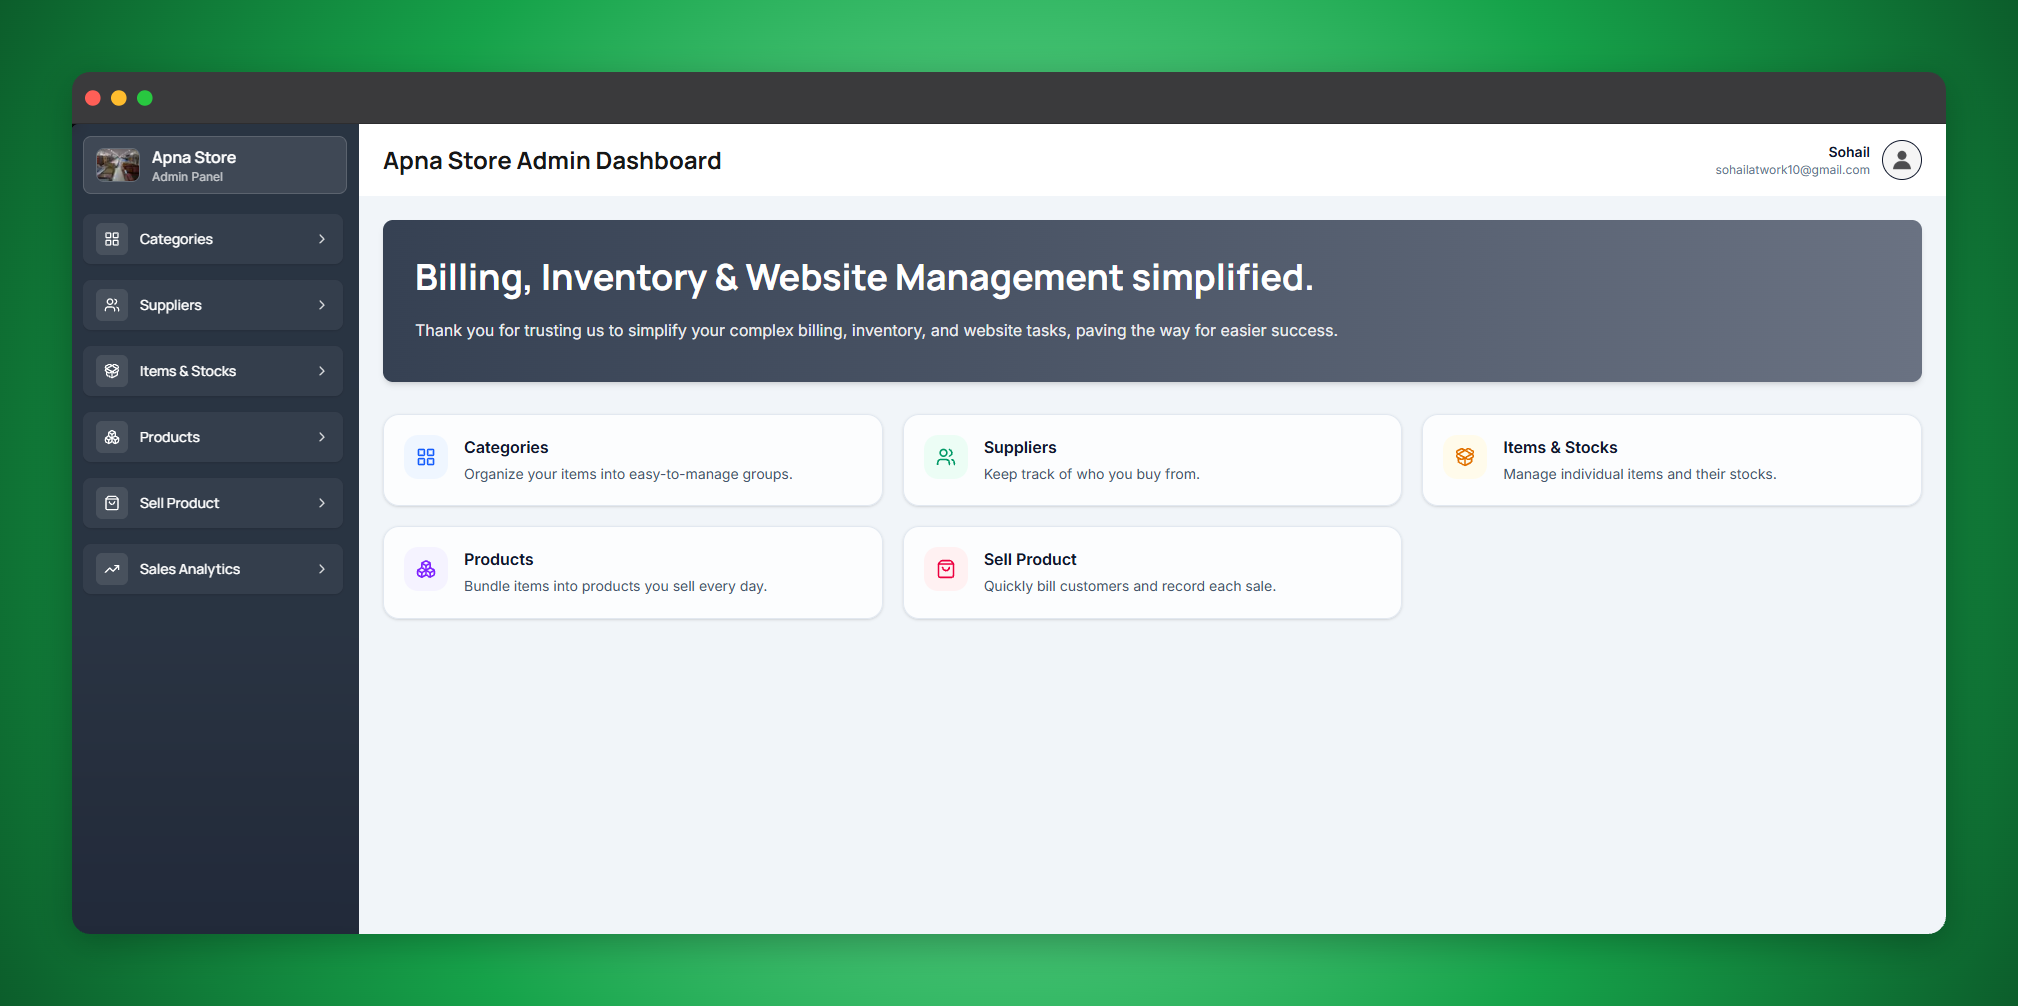 Apna Store
Admin Panel
Categories
Suppliers
Items & Stocks
Products
Sell Product
Sales Analytics
Apna Store Admin Dashboard
Sohail
sohailatwork10@gmail.com
Billing, Inventory & Website Management simplified.
Thank you for trusting us to simplify your complex billing, inventory, and website tasks, paving the way for easier success.
Categories
Organize your items into easy-to-manage groups.
Suppliers
Keep track of who you buy from.
Items & Stocks
Manage individual items and their stocks.
Products
Bundle items into products you sell every day.
Sell Product
Quickly bill customers and record each sale.